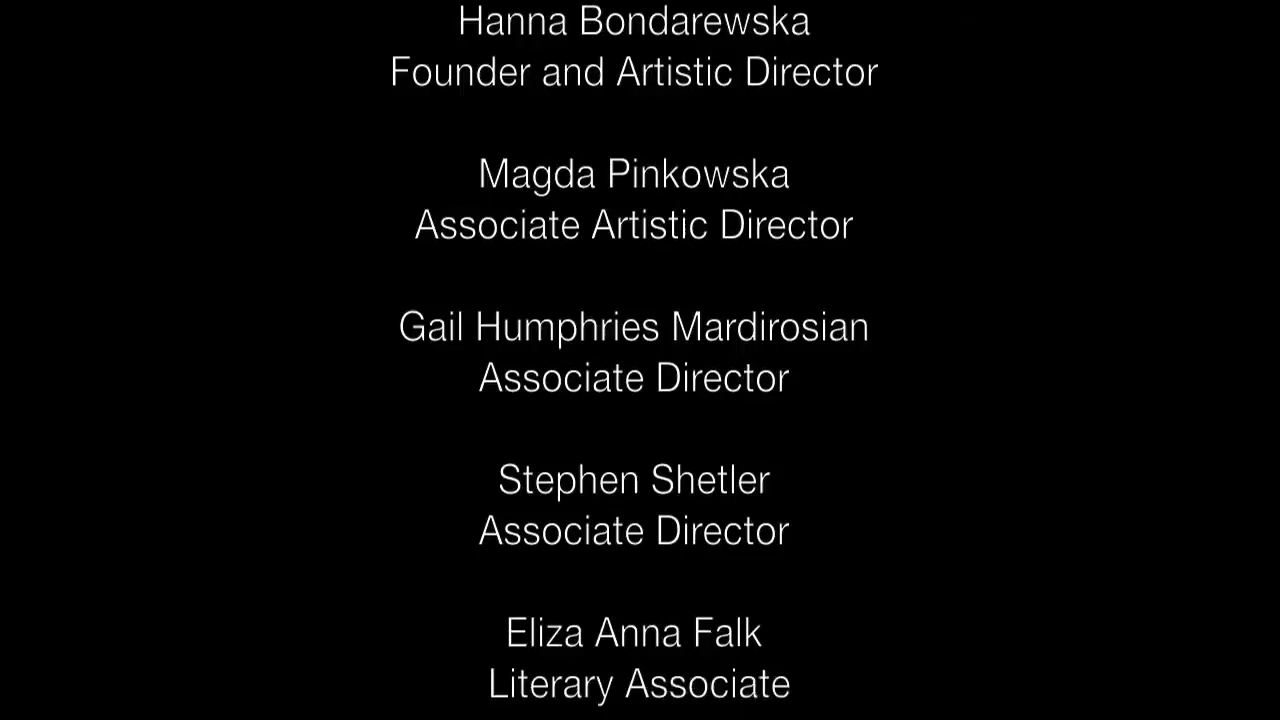 Hanna Bondarewska
Founder and Artistic Director
Magda Pinkowska
Associate Artistic Director
Gail Humphries Mardirosian
Associate Director
Stephen Shetler
Associate Director
Eliza Anna Falk
Literary Associate